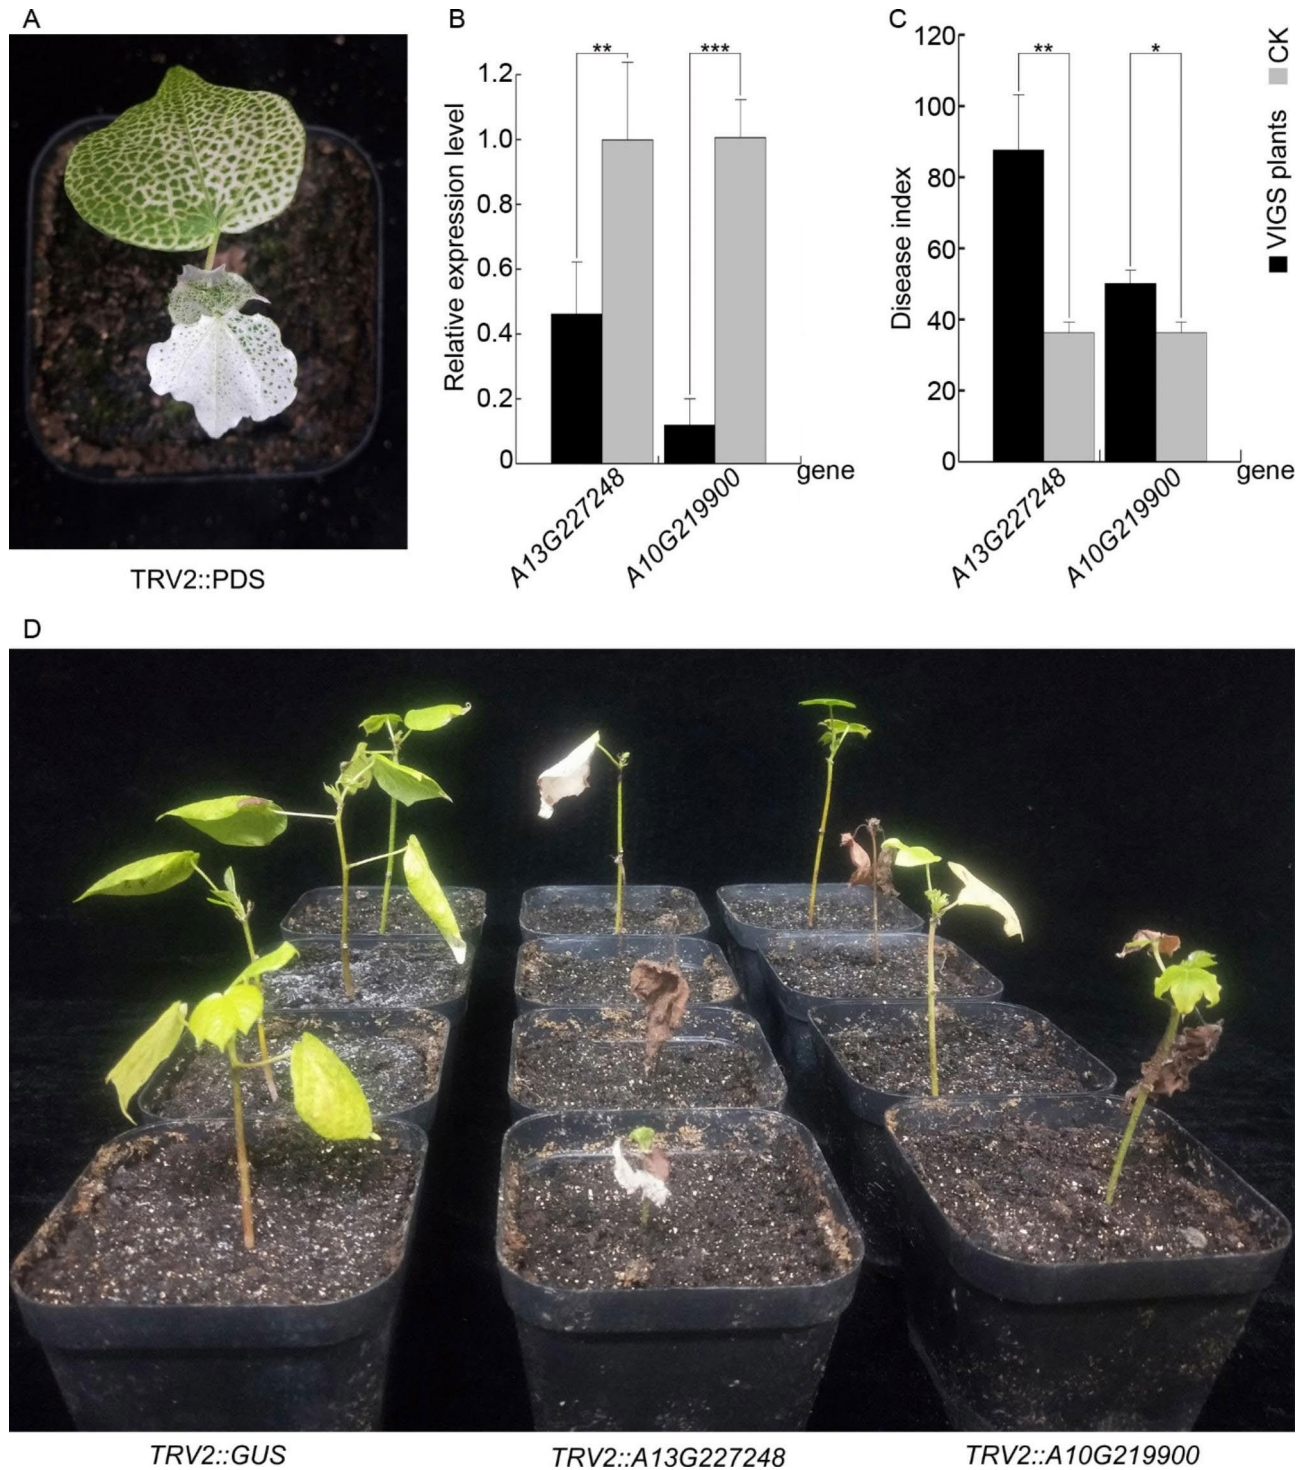 A
B
C
TRV2::PDS
Relative expression level
1.2
1.0
0.8
0.6
0.4
0.2
0
**
***
A13G227248
A10G219900
gene
Disease index
120
100
80
60
40
20
0
**
*
A13G227248
A10G219900
gene
VIGS plants
CK
D
TRV2::GUS
TRV2::A13G227248
TRV2::A10G219900